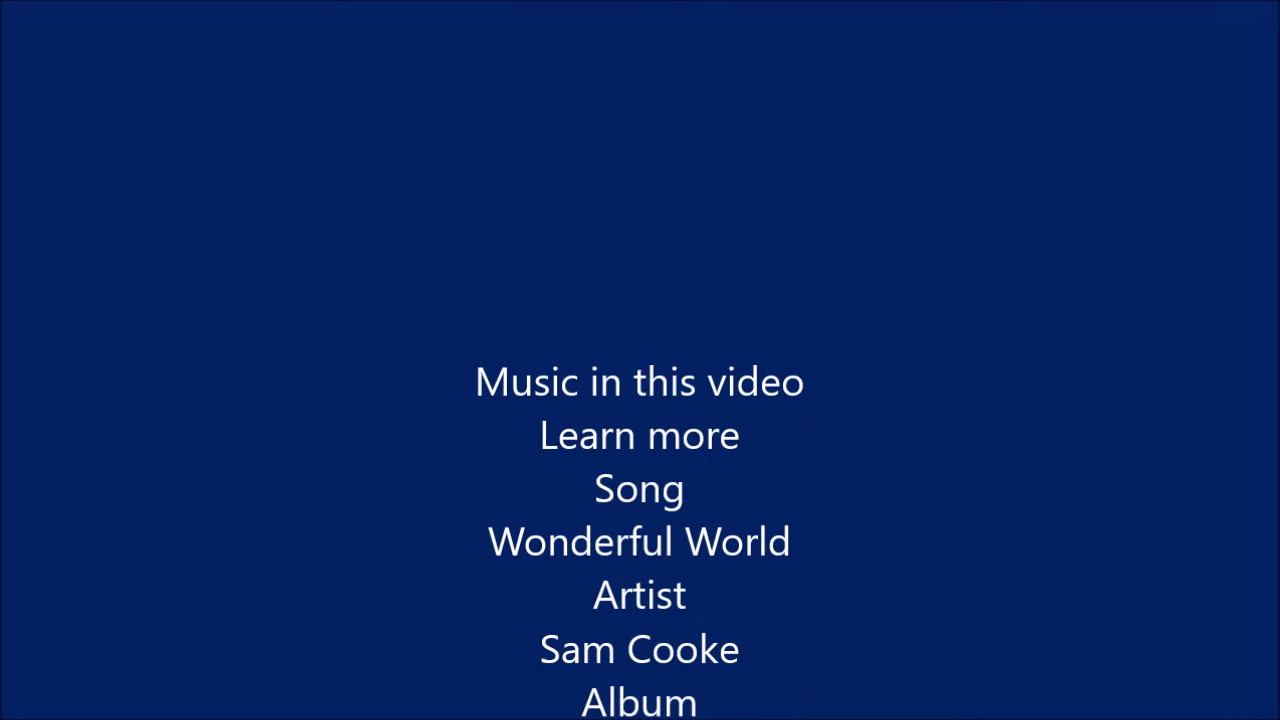 Music in this video
Learn more
Song
Wonderful World
Artist
Sam Cooke
Album